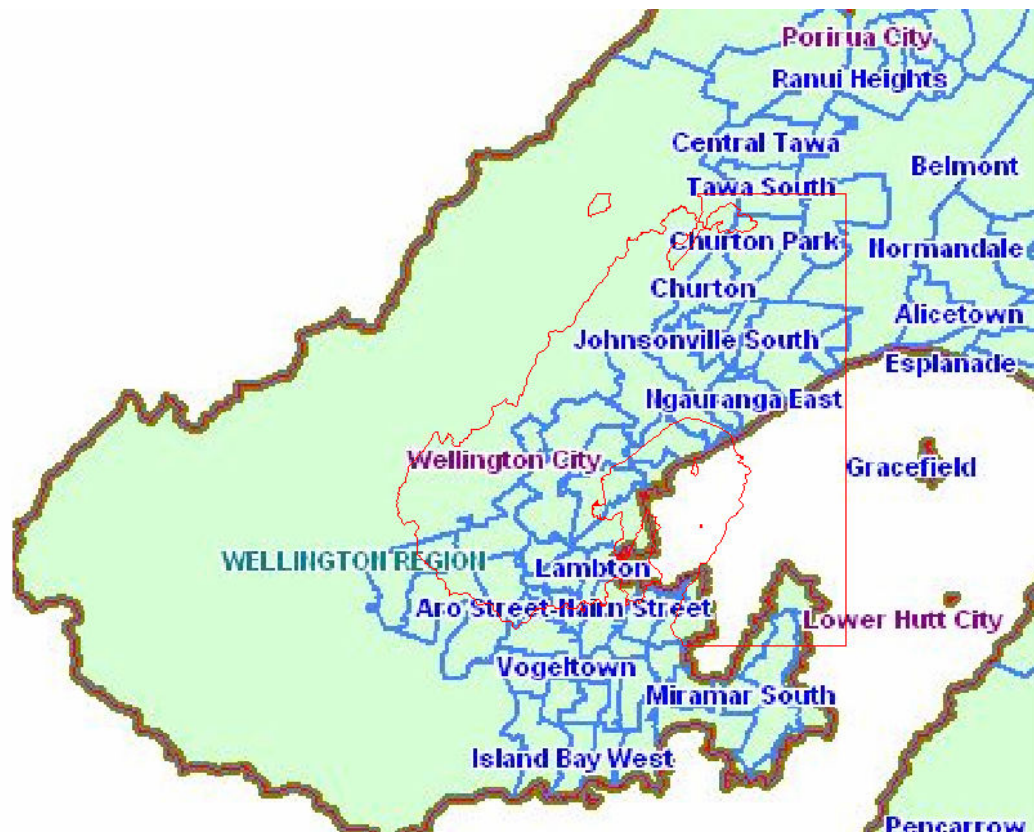 Porirua City
Ranui Heights
Central Tawa
Belmont
Tawa South
Churton Park
Normandale
Churton
Alicetown
Johnsonville South
Esplanade
Ngauranga East
Wellington City
Gracefield
WELLINGTON REGION
Lambton
Aro Street-Nairn Street
Lower Hutt City
Vogeltown
Miramar South
Island Bay West
Pencarrow